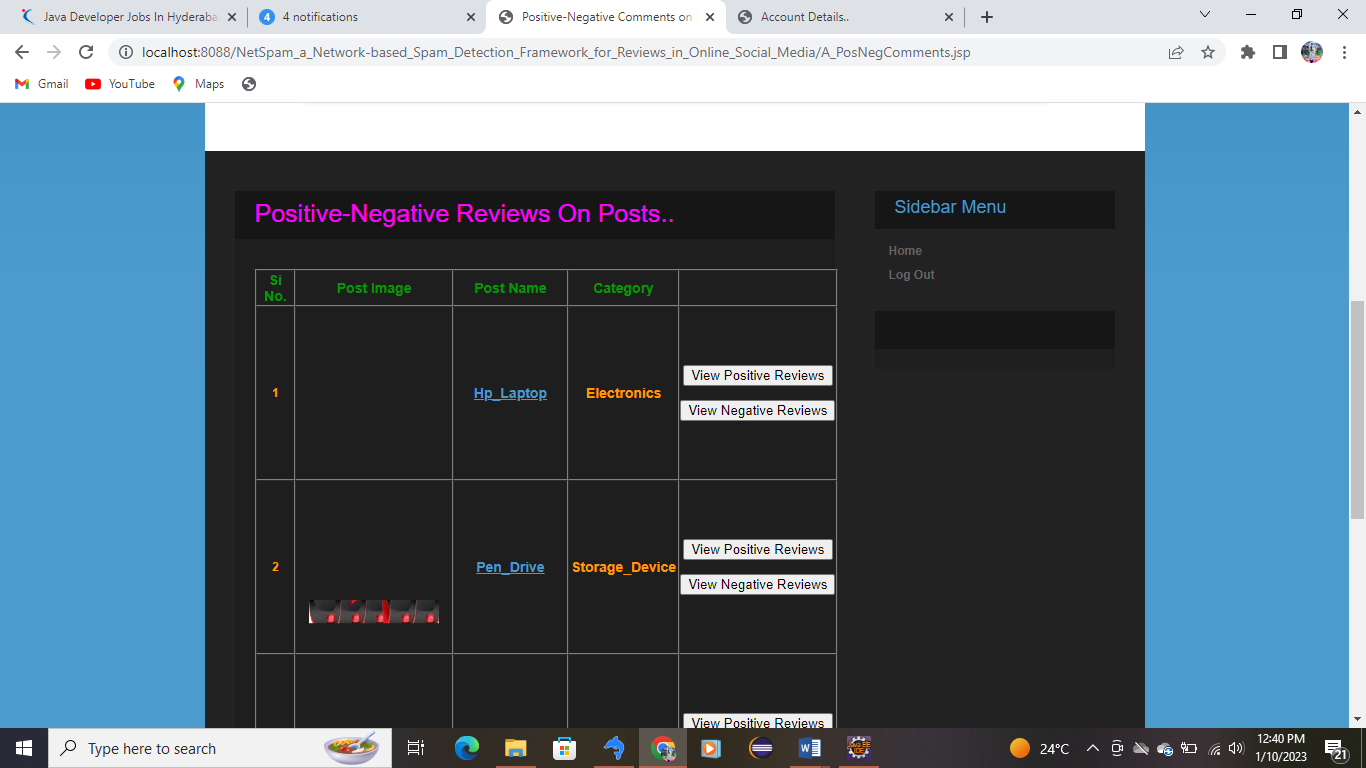 Java Developer Jobs In Hyderaba
4 notifications
Positive-Negative Comments on
Account Details..
localhost:8088/NetSpam_a_Network-based_Spam_Detection_Framework_for_Reviews_in_Online_Social_Media/A_PosNegComments.jsp
Gmail
YouTube
Maps
Positive-Negative Reviews On Posts..
Sidebar Menu
Home
Log Out
Si No.
Post Image
Post Name
Category
1
Hp_Laptop
Electronics
View Positive Reviews
View Negative Reviews
2
Pen_Drive
Storage_Device
View Positive Reviews
View Negative Reviews
View Positive Reviews
Type here to search
24°C
12:40 PM
1/10/2023
21